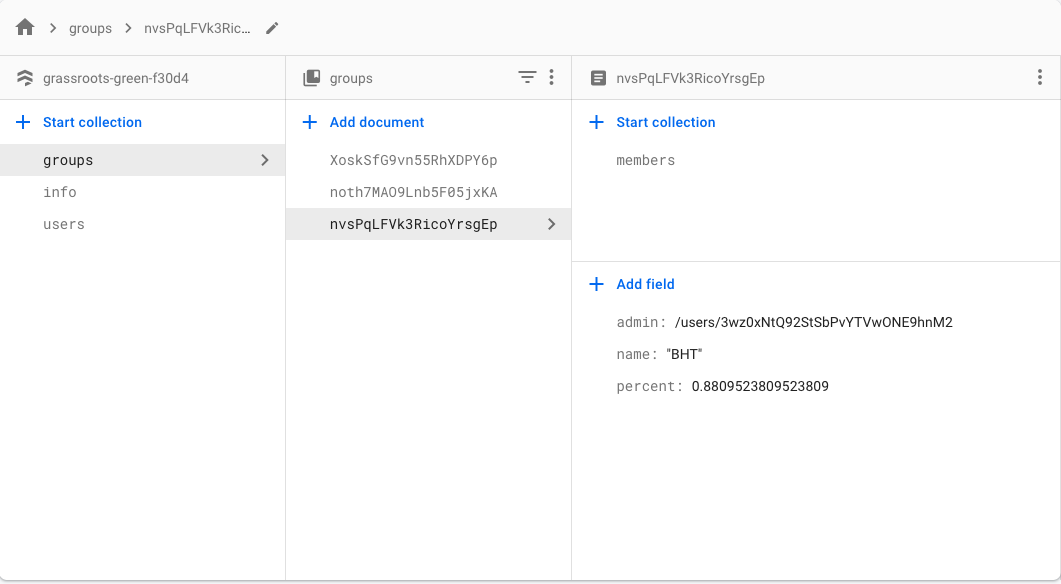 groups
nvsPqLFVk3Ric...
grassroots-green-f30d4
Start collection
groups
info
users
groups
Add document
XoskSfG9vn55RhXDPY6p
noth7MAO9Lnb5F05jxKA
nvsPqLFVk3RicoYrsgEp
nvsPqLFVk3RicoYrsgEp
Start collection
members
Add field
admin: /users/3wz0xNtQ92StSbPvYTVwONE9hnM2
name: "BHT"
percent: 0.8809523809523809